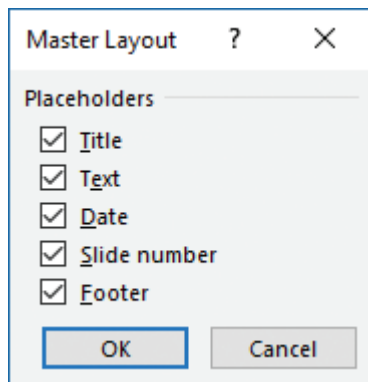 Master Layout ?
Placeholders
Title
Text
Date
Slide number
Footer
OK Cancel